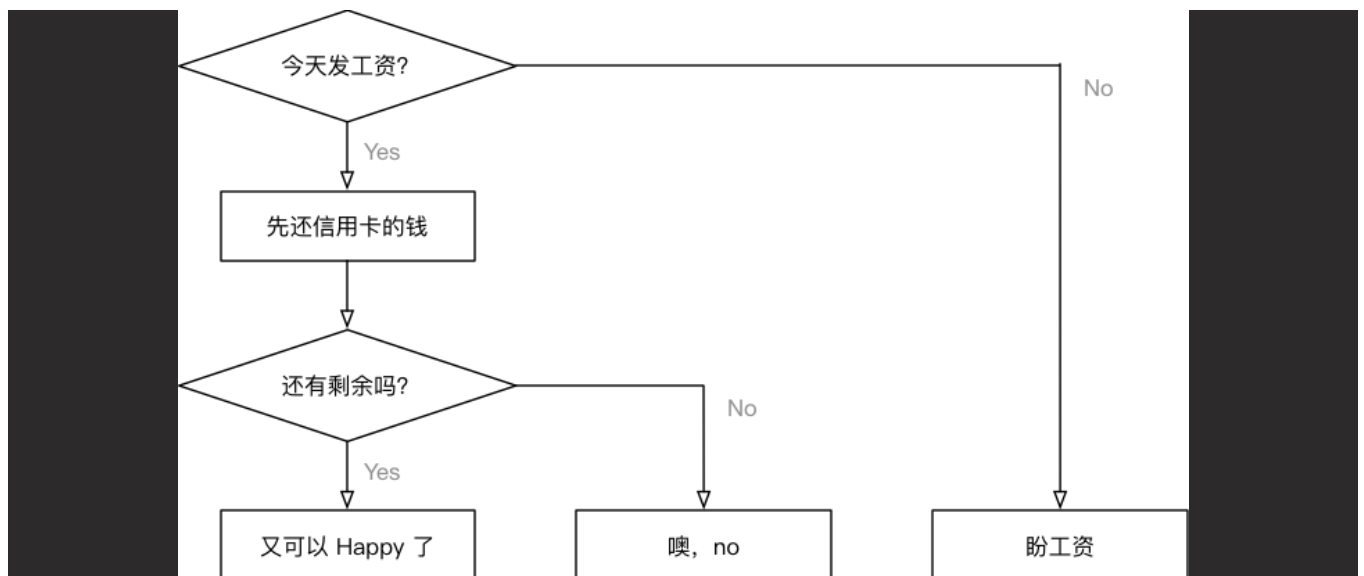 今天发工资?
No
Yes
先还信用卡的钱
还有剩余吗?
No
Yes
又可以 Happy 了
噢，no
盼工资